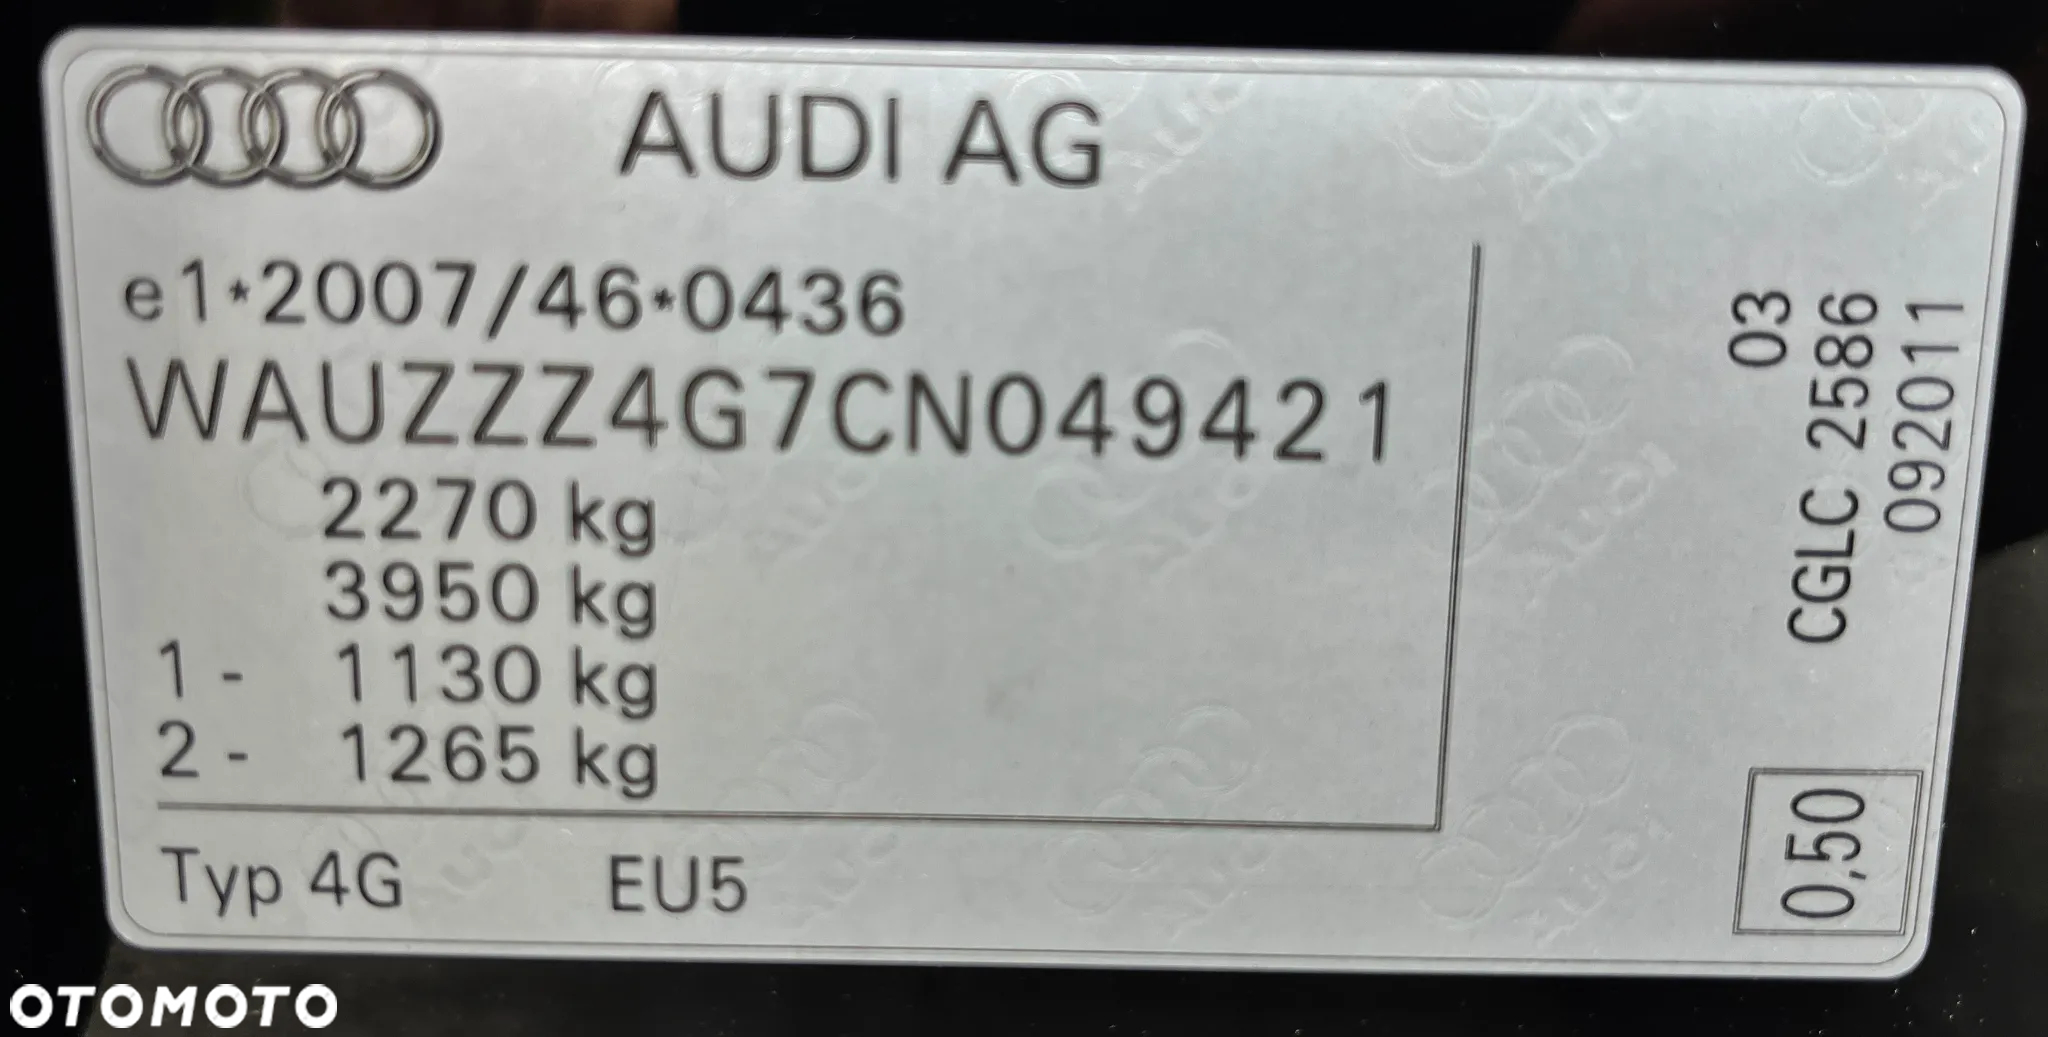 AUDI AG
e1*2007/46*0436
WAUZZZ4G7CN049421
2270 kg
3950 kg
1 - 1130 kg
2 - 1265 kg
Typ 4G EU5
03
CGLC 2586
092011
0,50
OTOMOTO